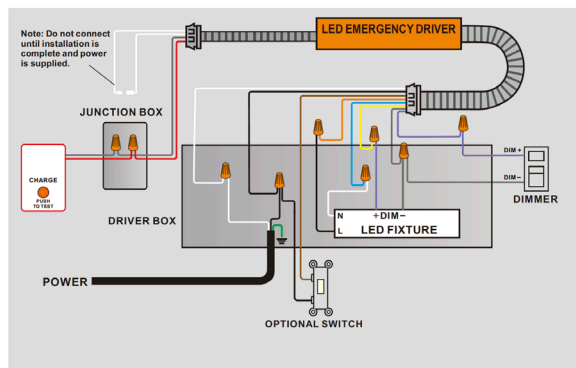 Note: Do not connect
until installation is
complete and power
is supplied.
LED EMERGENCY DRIVER
JUNCTION BOX
CHARGE
PUSH
TO TEST
DRIVER BOX
DIM +
DIM−
DIMMER
N
+DIM−
L
LED FIXTURE
POWER
OPTIONAL SWITCH